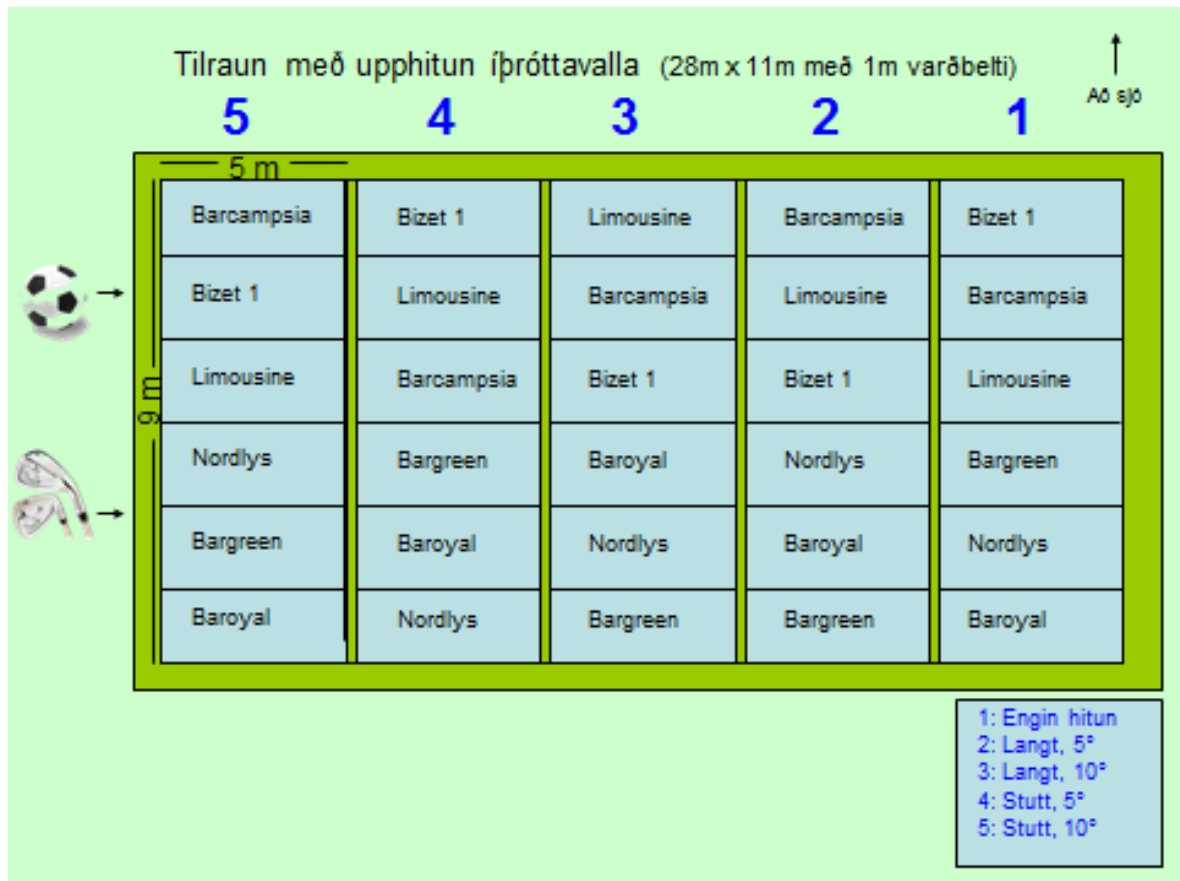 Tilraun með upphitun íþróttavalla (28m x 11m með 1m varðbelti)
Að sjó
5 4 3 2 1
5 m
Barcampsia Bizet 1 Limousine Barcampsia Bizet 1
Bizet 1 Limousine Barcampsia Limousine Barcampsia
Limousine Barcampsia Bizet 1 Bizet 1 Limousine
9 m
Nordlys Bargreen Baroyal Nordlys Bargreen
Bargreen Baroyal Nordlys Baroyal Nordlys
Baroyal Nordlys Bargreen Bargreen Baroyal
1: Engin hitun
2: Langt, 5°
3: Langt, 10°
4: Stutt, 5°
5: Stutt, 10°